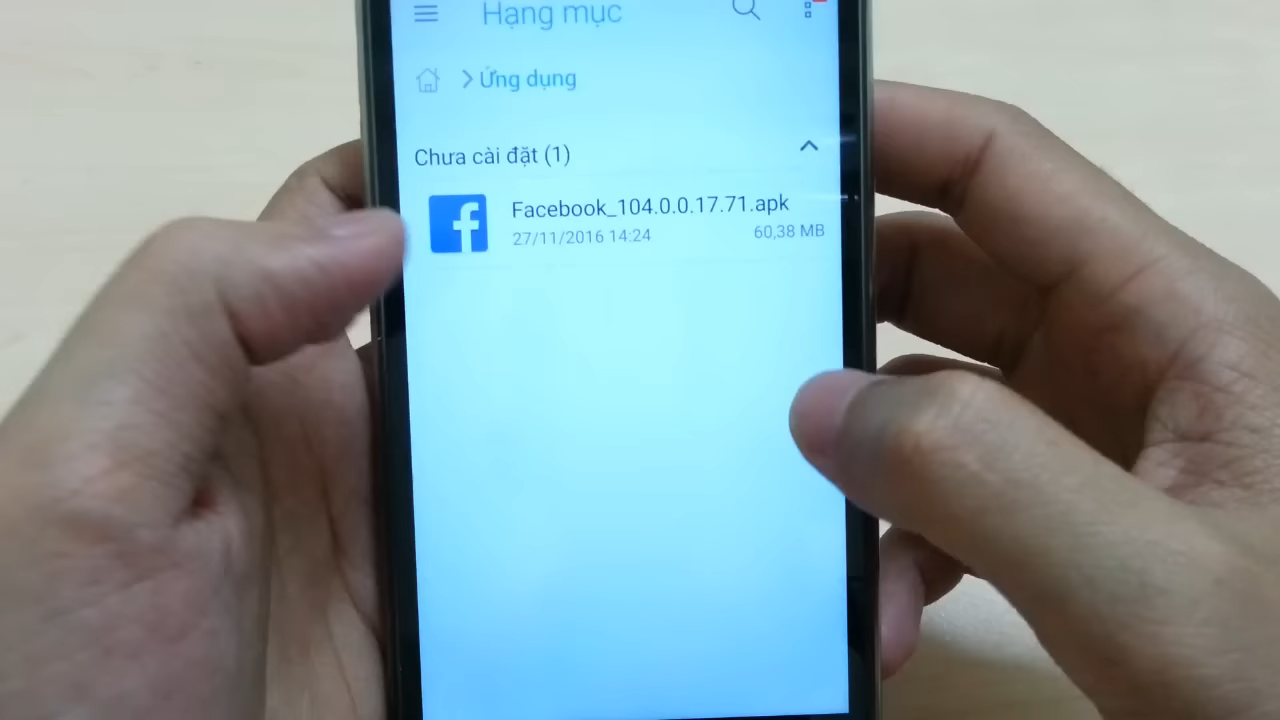 Hạng mục
Ứng dụng
Chưa cài đặt (1)
Facebook_104.0.0.17.71.apk
27/11/2016 14:24 60,38 MB